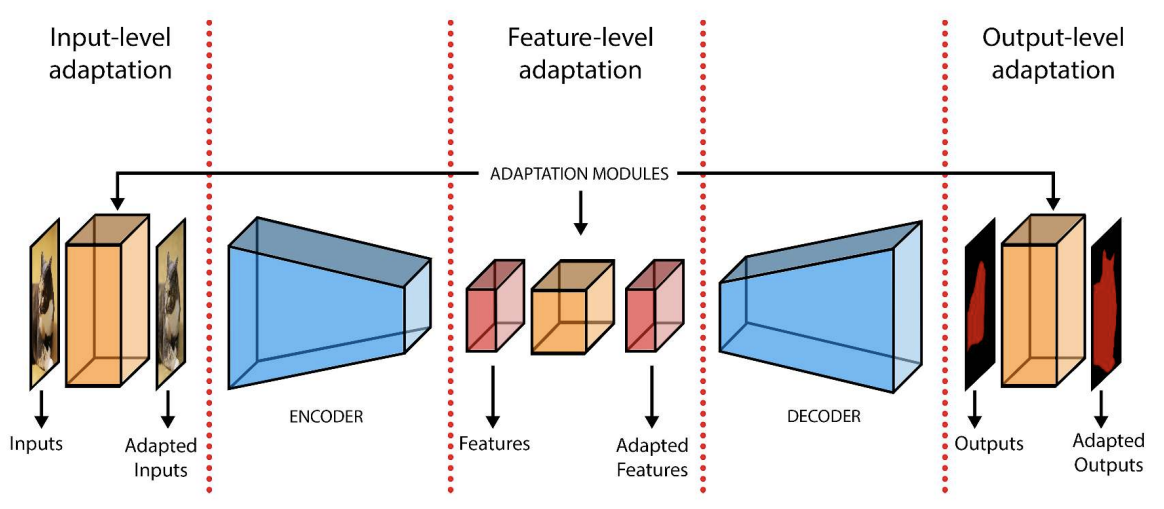 Input-level
adaptation
Feature-level
adaptation
Output-level
adaptation
ADAPTATION MODULES
ENCODER
DECODER
Inputs
Adapted
Inputs
Features
Adapted
Features
Outputs
Adapted
Outputs